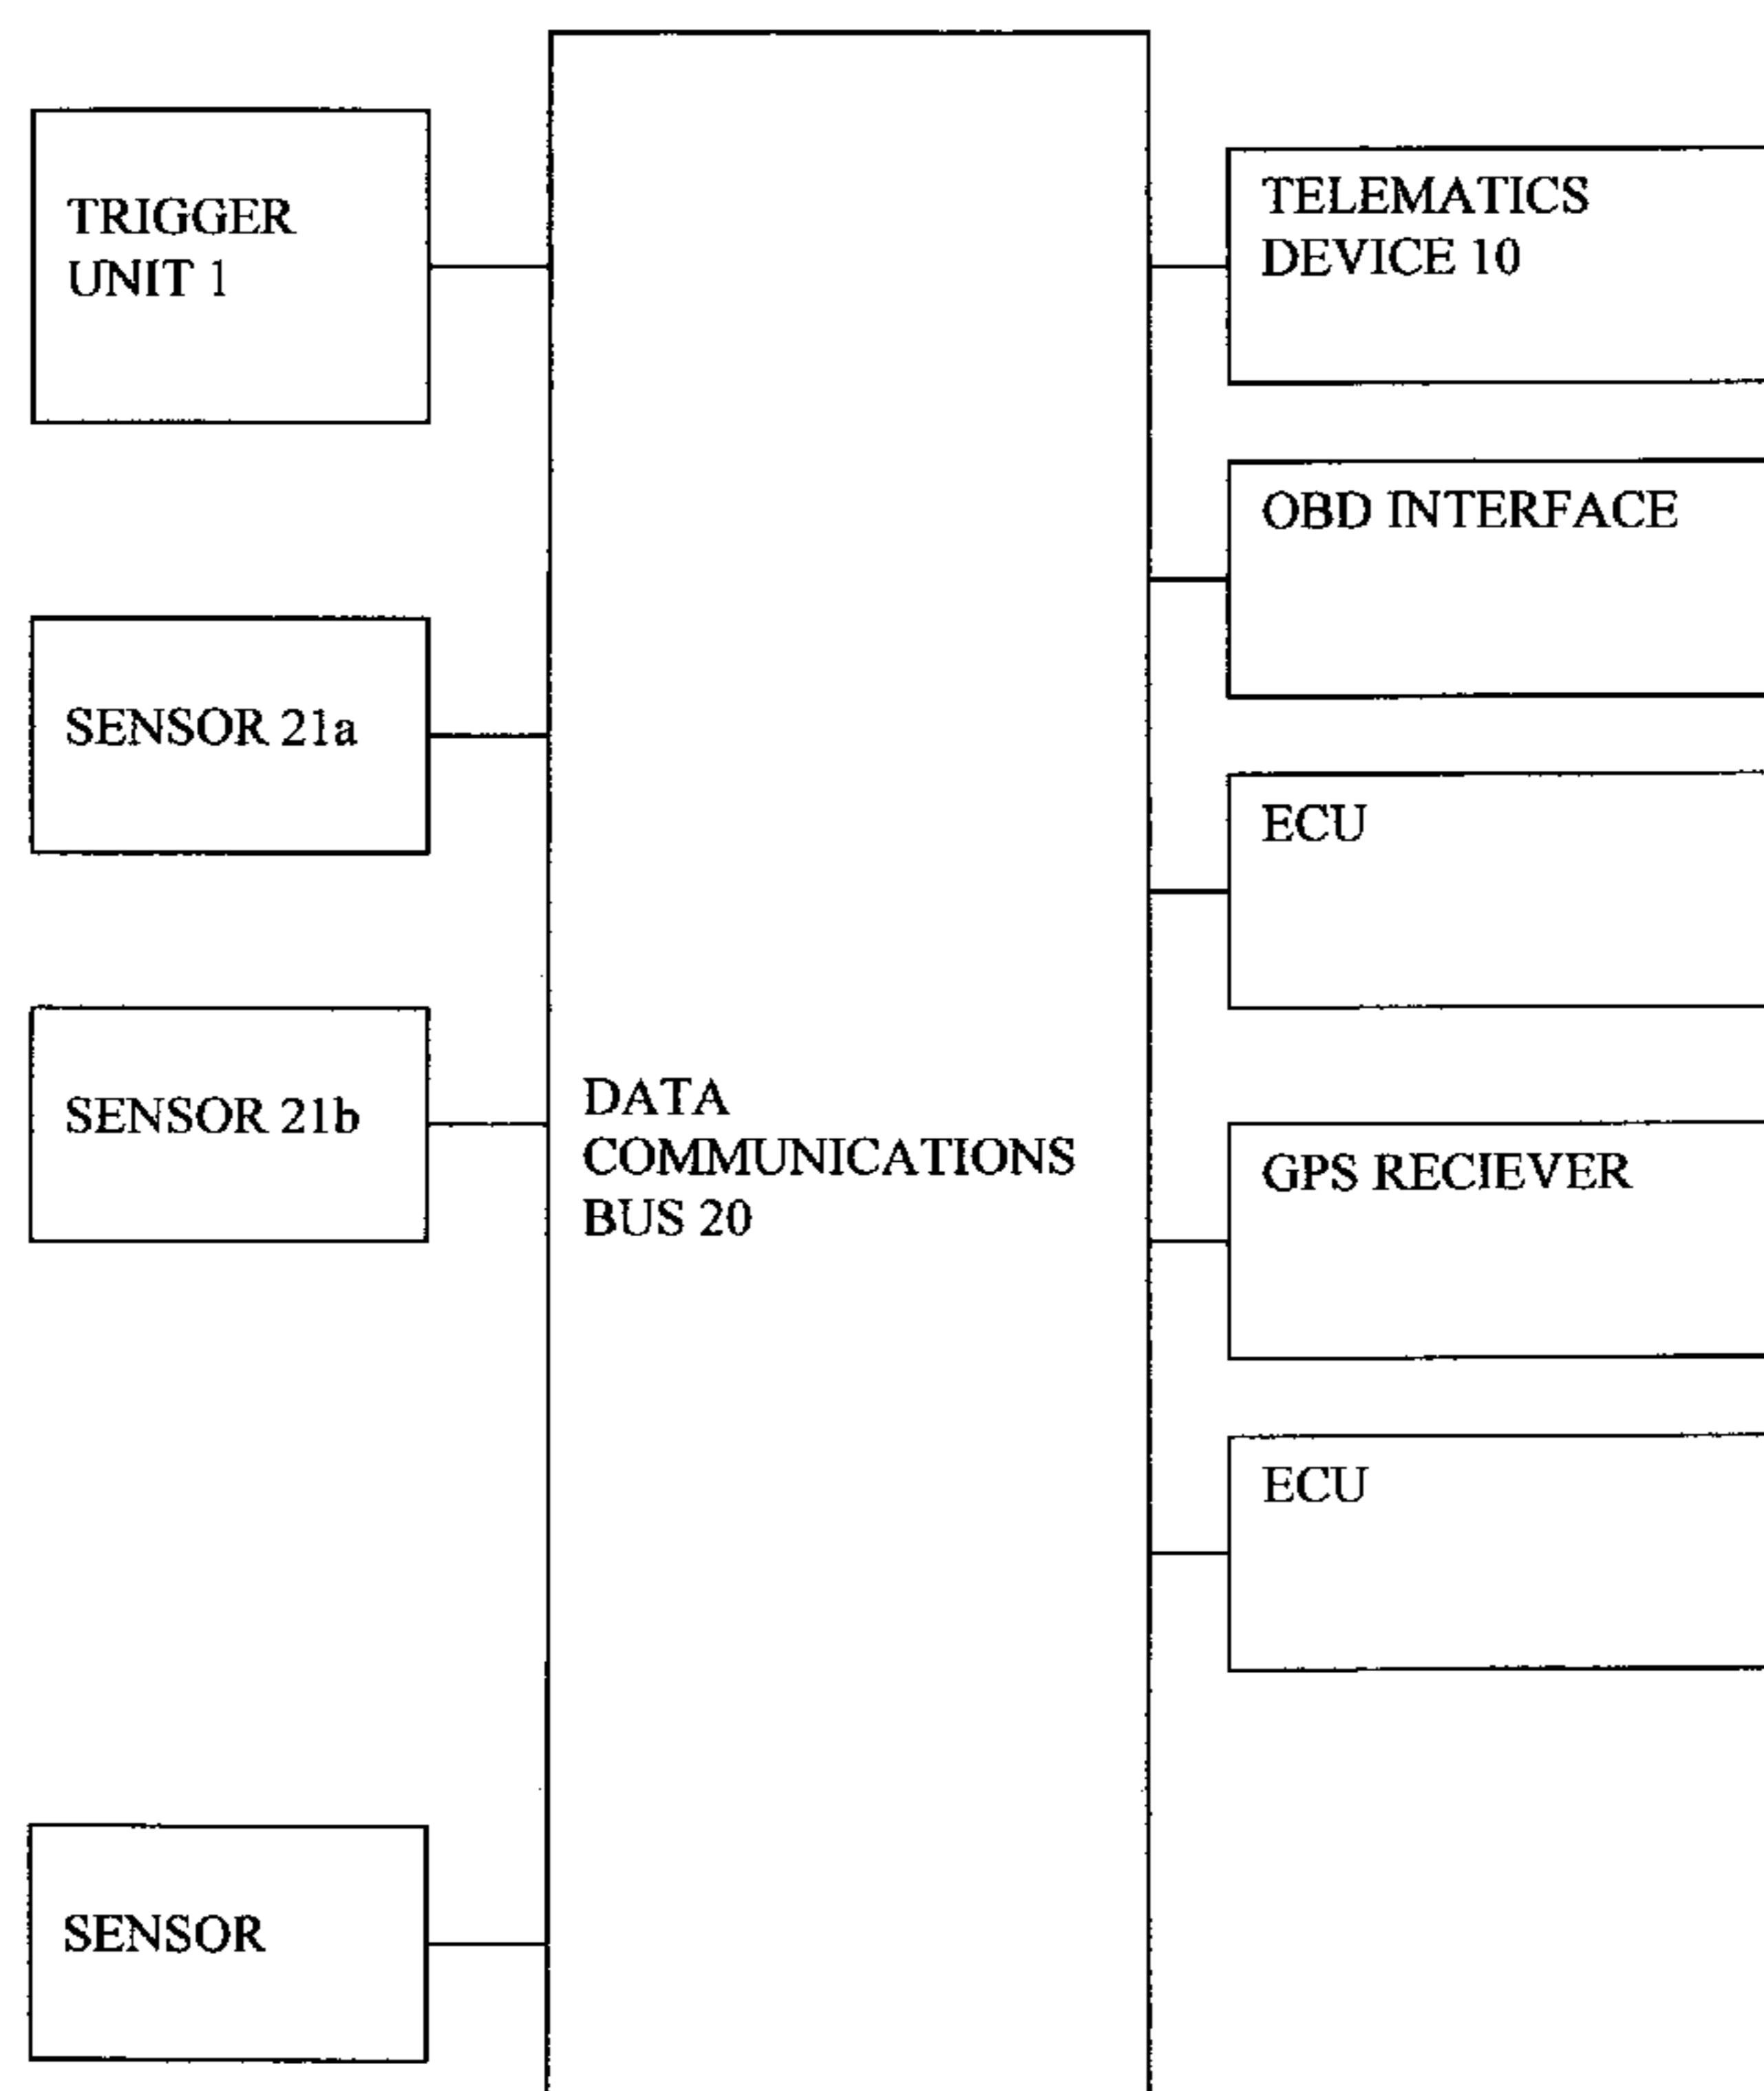 TRIGGER
UNIT 1
SENSOR 21a
SENSOR 21b
SENSOR
DATA
COMMUNICATIONS
BUS 20
TELEMATICS
DEVICE 10
OBD INTERFACE
ECU
GPS RECIEVER
ECU